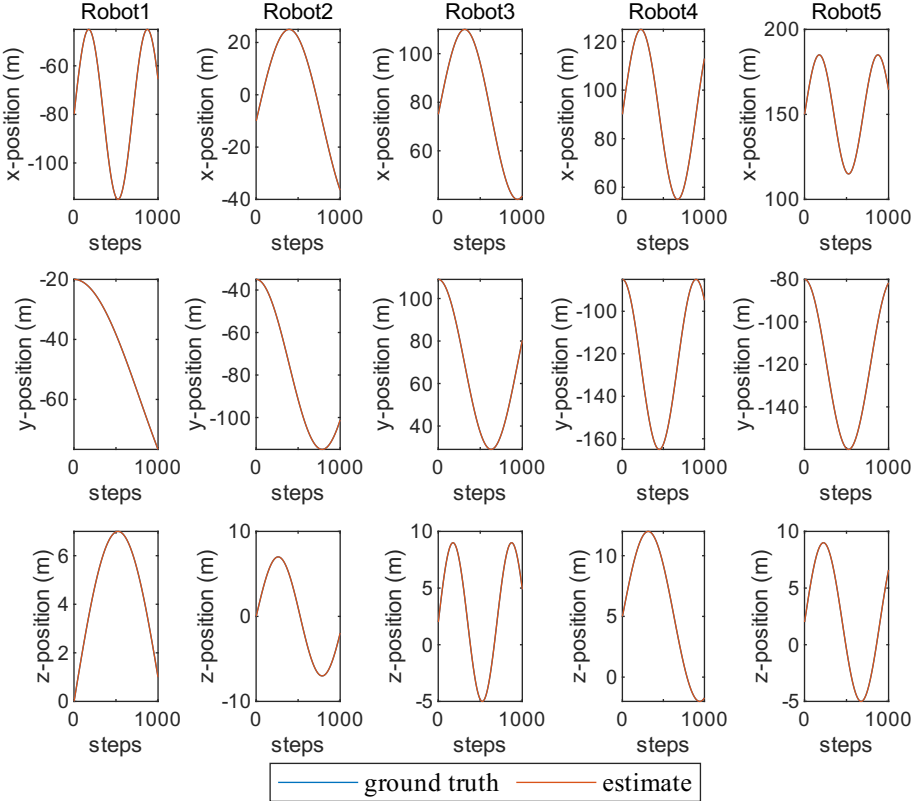 Robot1 Robot2 Robot3 Robot4 Robot5
x-position (m) -60 -80 -100 0 1000 steps
x-position (m) 20 0 -20 -40 0 1000 steps
x-position (m) 100 80 60 0 1000 steps
x-position (m) 120 100 80 60 0 1000 steps
x-position (m) 200 150 100 0 1000 steps
y-position (m) -20 -40 -60 0 1000 steps
y-position (m) -40 -60 -80 -100 0 1000 steps
y-position (m) 100 80 60 40 0 1000 steps
y-position (m) -100 -120 -140 -160 0 1000 steps
y-position (m) -80 -100 -120 -140 0 1000 steps
z-position (m) 6 4 2 0 0 1000 steps
z-position (m) 10 0 -10 0 1000 steps
z-position (m) 10 5 0 -5 0 1000 steps
z-position (m) 10 5 0 0 1000 steps
z-position (m) 10 5 0 -5 0 1000 steps
ground truth estimate